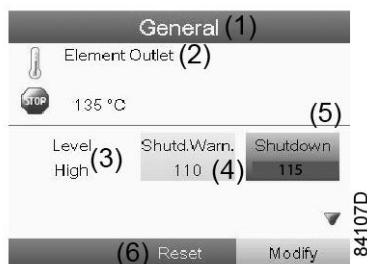 General (1)
Element Outlet (2)
STOP
135 °C
(5)
Level Shutd.Warn. Shutdown
High (3) 110 (4) 115
(6) Reset Modify
84107D